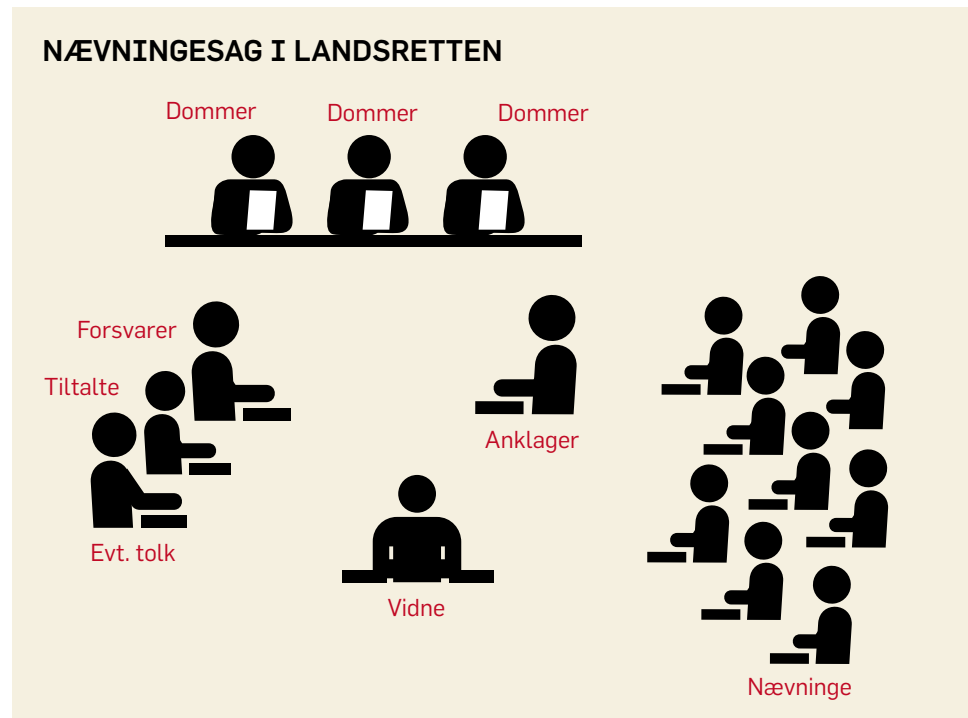 NÆVNINGESAG I LANDSRETTEN
Dommer
Dommer
Dommer
Forsvarer
Tiltalte
Anklager
Evt. tolk
Vidne
Nævninge